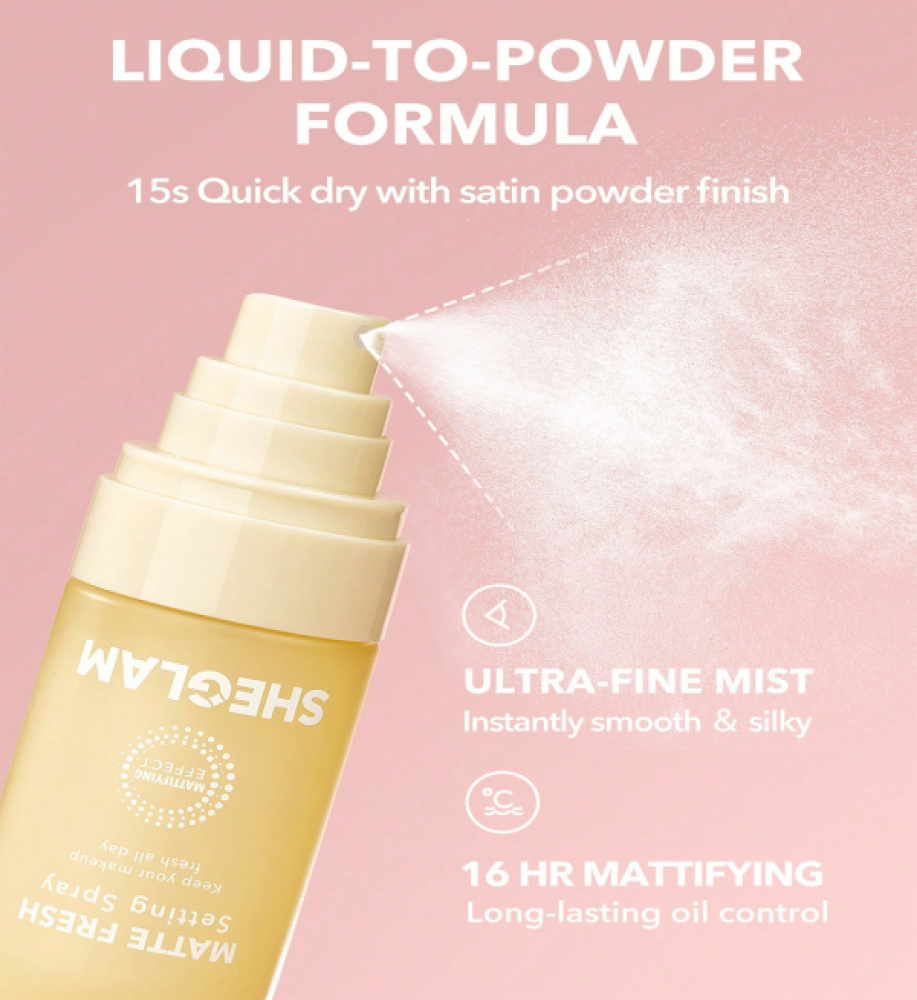 LIQUID-TO-POWDER
FORMULA
15s Quick dry with satin powder finish
SHEGLAM
MATTIFYING
EFFECT
Keep your makeup
fresh all day
Setting Spray
MATTE FRESH
°C
ULTRA-FINE MIST
Instantly smooth & silky
16 HR MATTIFYING
Long-lasting oil control